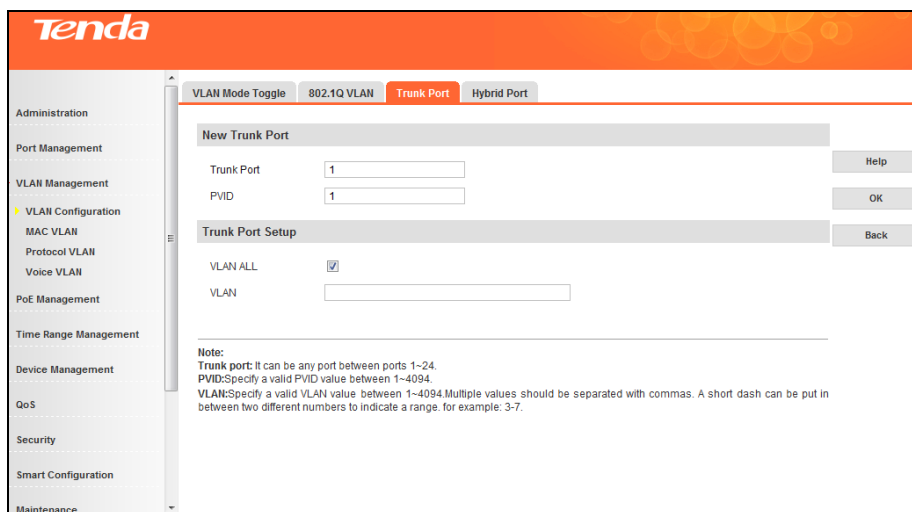 Tenda
Administration
Port Management
VLAN Management
VLAN Configuration
MAC VLAN
Protocol VLAN
Voice VLAN
PoE Management
Time Range Management
Device Management
QoS
Security
Smart Configuration
Maintenance
VLAN Mode Toggle
802.1Q VLAN
Trunk Port
Hybrid Port
New Trunk Port
Trunk Port 1
PVID 1
Trunk Port Setup
VLAN ALL
VLAN
Note:
Trunk port: It can be any port between ports 1~24.
PVID:Specify a valid PVID value between 1~4094.
VLAN:Specify a valid VLAN value between 1~4094.Multiple values should be separated with commas. A short dash can be put in
between two different numbers to indicate a range. for example: 3-7.
Help
OK
Back